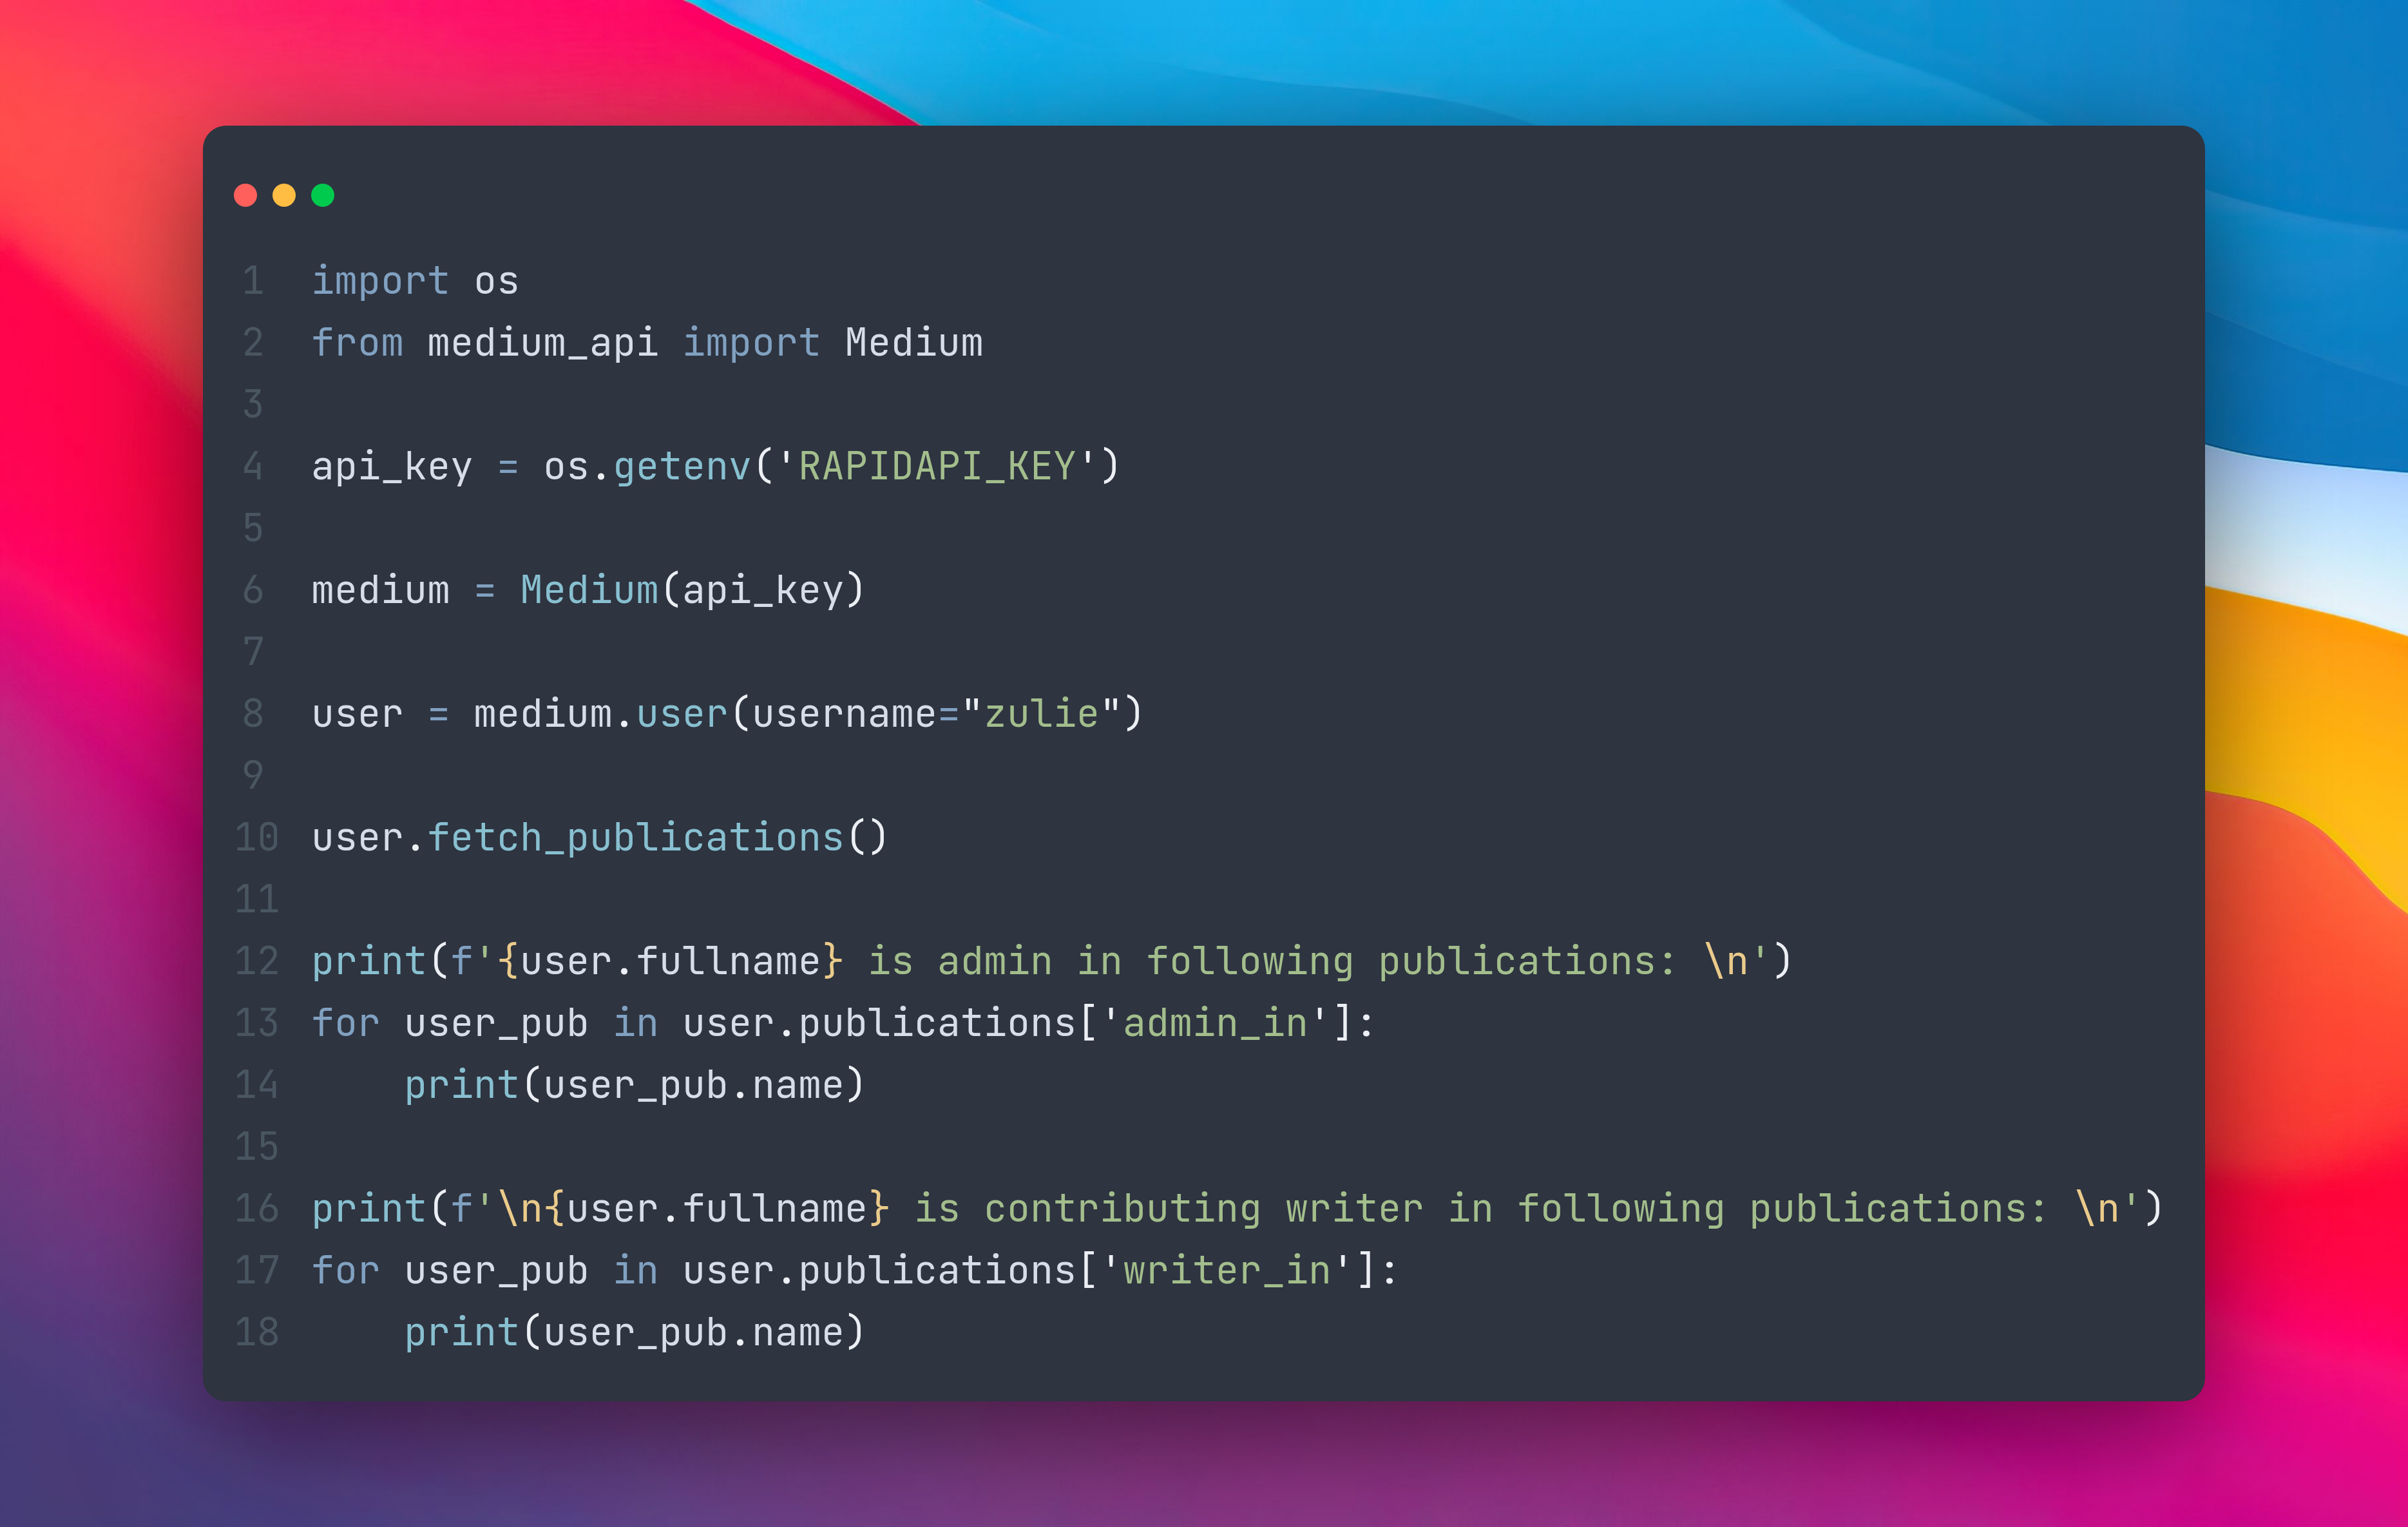 1 import os
2 from medium_api import Medium
3
4 api_key = os.getenv('RAPIDAPI_KEY')
5
6 medium = Medium(api_key)
7
8 user = medium.user(username="zulie")
9
10 user.fetch_publications()
11
12 print(f'{user.fullname} is admin in following publications: \n')
13 for user_pub in user.publications['admin_in']:
14     print(user_pub.name)
15
16 print(f'\n{user.fullname} is contributing writer in following publications: \n')
17 for user_pub in user.publications['writer_in']:
18     print(user_pub.name)